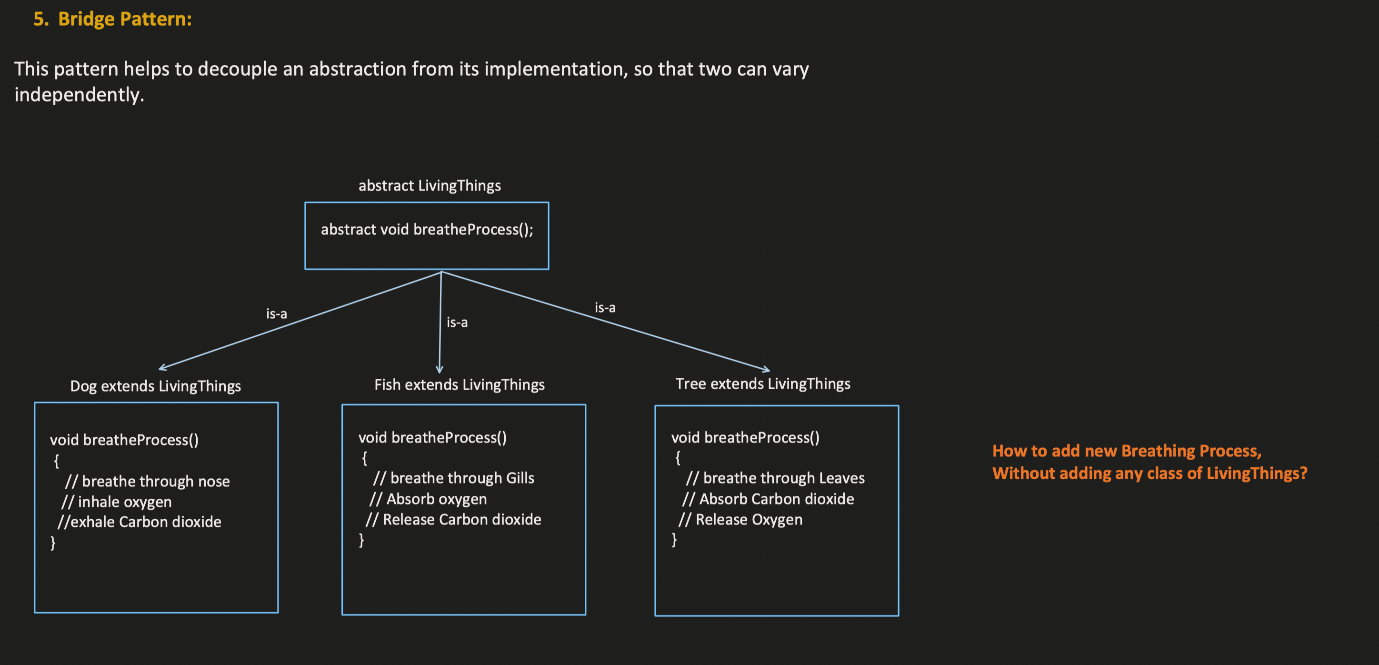 5. Bridge Pattern:
This pattern helps to decouple an abstraction from its implementation, so that two can vary
independently.
abstract LivingThings
abstract void breatheProcess();
is-a
is-a
is-a
Dog extends LivingThings
void breatheProcess()
{
// breathe through nose
// inhale oxygen
//exhale Carbon dioxide
}
Fish extends LivingThings
void breatheProcess()
{
// breathe through Gills
// Absorb oxygen
// Release Carbon dioxide
}
Tree extends LivingThings
void breatheProcess()
{
// breathe through Leaves
// Absorb Carbon dioxide
// Release Oxygen
}
How to add new Breathing Process,
Without adding any class of LivingThings?